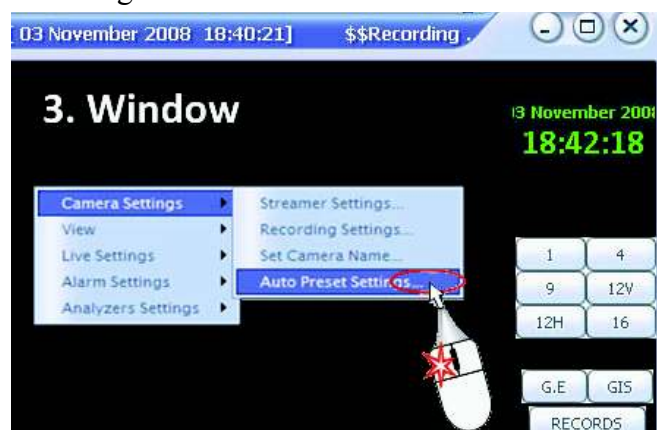 03 November 2008 18:40:21] $$Recording .
3. Window
03 November 2008
18:42:18
Camera Settings
View
Live Settings
Alarm Settings
Analyzers Settings
Streamer Settings...
Recording Settings...
Set Camera Name...
Auto Preset Settings...
1 4
9 12V
12H 16
G.E GIS
RECORDS